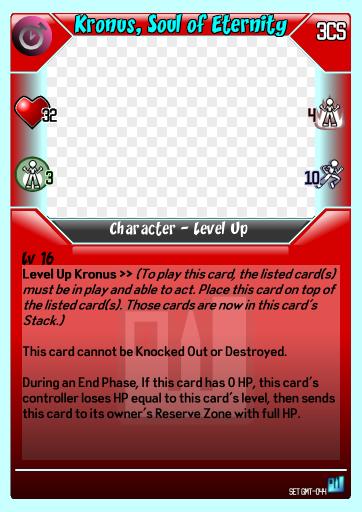 Kronus, Soul of Eternity
3CS
32
4
3
10
Character - Level Up
Lv 16
Level Up Kronus >> (To play this card, the listed card(s)
must be in play and able to act. Place this card on top of
the listed card(s). Those cards are now in this card's
Stack.)
This card cannot be Knocked Out or Destroyed.
During an End Phase, If this card has 0 HP, this card's
controller loses HP equal to this card's level, then sends
this card to its owner's Reserve Zone with full HP.
SET GMT-044